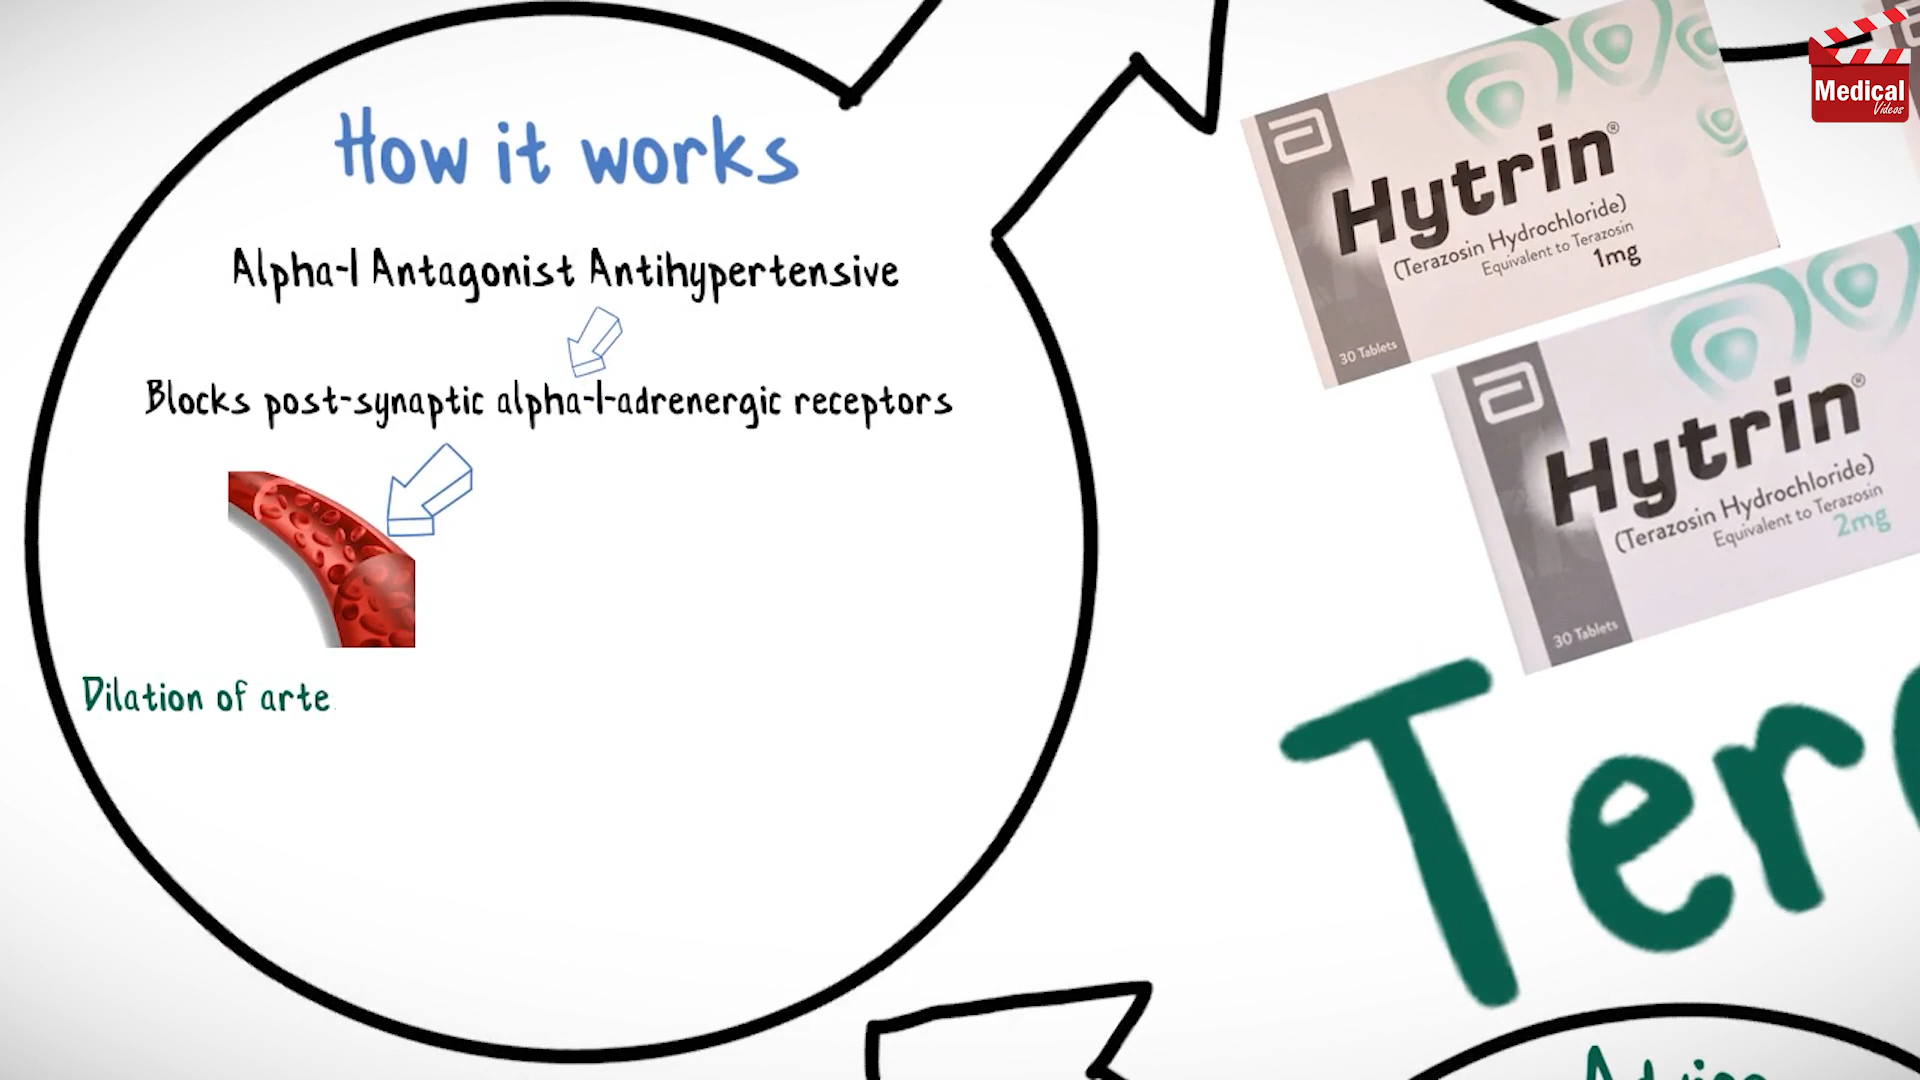 How it works
Alpha-1 Antagonist Antihypertensive
Blocks post-synaptic alpha-1-adrenergic receptors
Dilation of arte
Hytrin®
(Terazosin Hydrochloride)
Equivalent to Terazosin
1mg
30 Tablets
Hytrin®
(Terazosin Hydrochloride)
Equivalent to Terazosin
2mg
30 Tablets
Ter
Medical
Videos